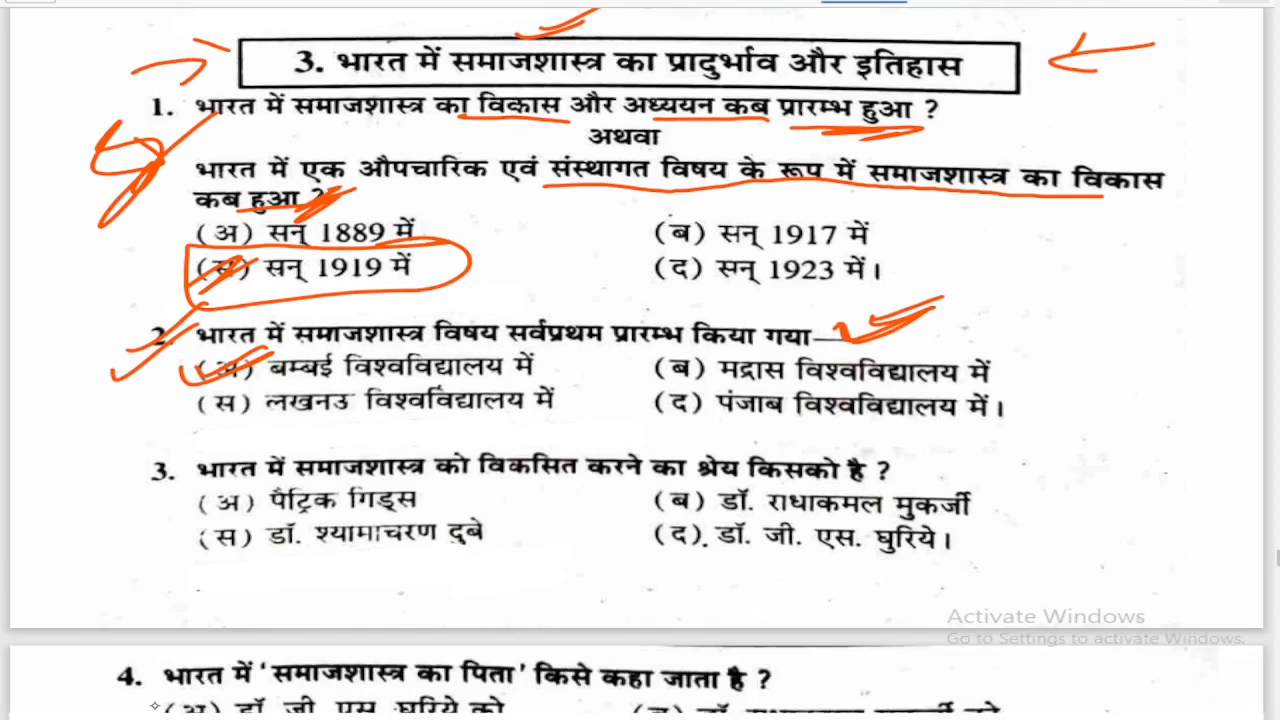 3. भारत में समाजशास्त्र का प्रादुर्भाव और इतिहास
1. भारत में समाजशास्त्र का विकास और अध्ययन कब प्रारम्भ हुआ ?
अथवा
भारत में एक औपचारिक एवं संस्थागत विषय के रूप में समाजशास्त्र का विकास
कब हुआ ?
(अ) सन् 1889 में (ब) सन् 1917 में
(स) सन् 1919 में (द) सन् 1923 में।
2. भारत में समाजशास्त्र विषय सर्वप्रथम प्रारम्भ किया गया—
(अ) बम्बई विश्वविद्यालय में (ब) मद्रास विश्वविद्यालय में
(स) लखनउ विश्वविद्यालय में (द) पंजाब विश्वविद्यालय में।
3. भारत में समाजशास्त्र को विकसित करने का श्रेय किसको है ?
(अ) पैट्रिक गिड्स (ब) डॉ. राधाकमल मुकर्जी
(स) डॉ. श्यामाचरण दुबे (द). डॉ. जी. एस. घुरिये।
Activate Windows
Go to Settings to activate Windows.
4. भारत में 'समाजशास्त्र का पिता' किसे कहा जाता है ?
(अ) डॉ. जी. एस. घुरिये को